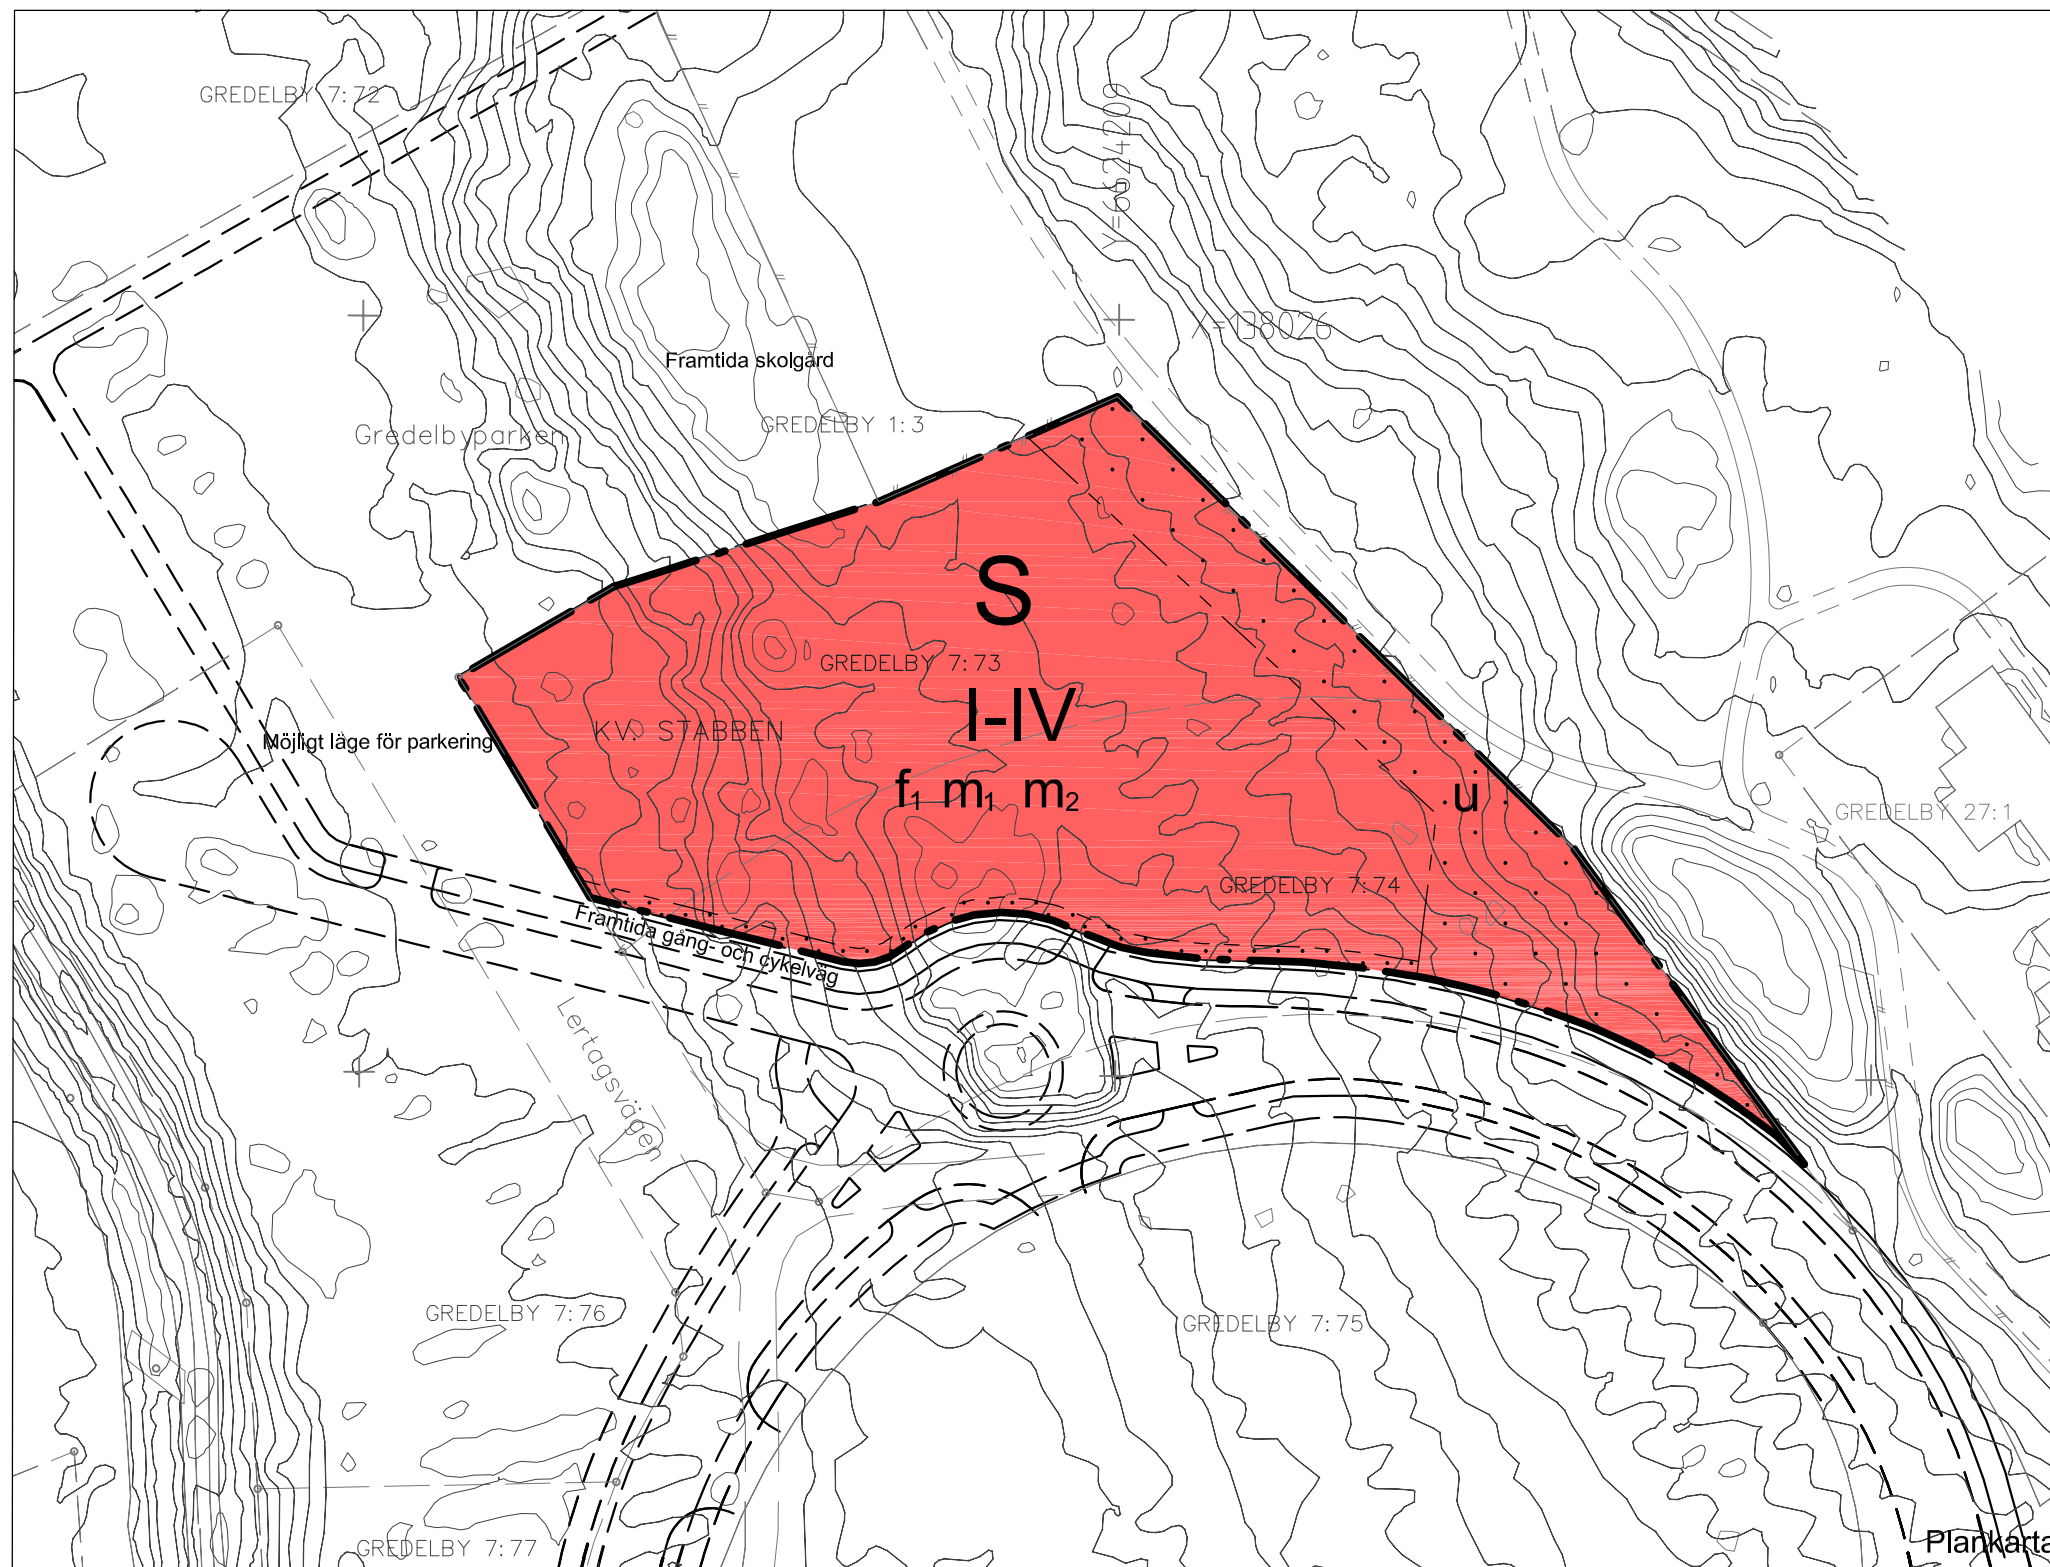 GREDELBY 7:72
Y=6624209
X=138026
Framtida skolgård
GREDELBY 1:3
Gredelbyparken
S
GREDELBY 7:73
I-IV
KV. STABBEN
Möjligt läge för parkering
f1 m1 m2
u
GREDELBY 27:1
GREDELBY 7:74
Framtida gång- och cykelväg
Lertagsvägen
GREDELBY 7:76
GREDELBY 7:75
GREDELBY 7:77
Plankarta